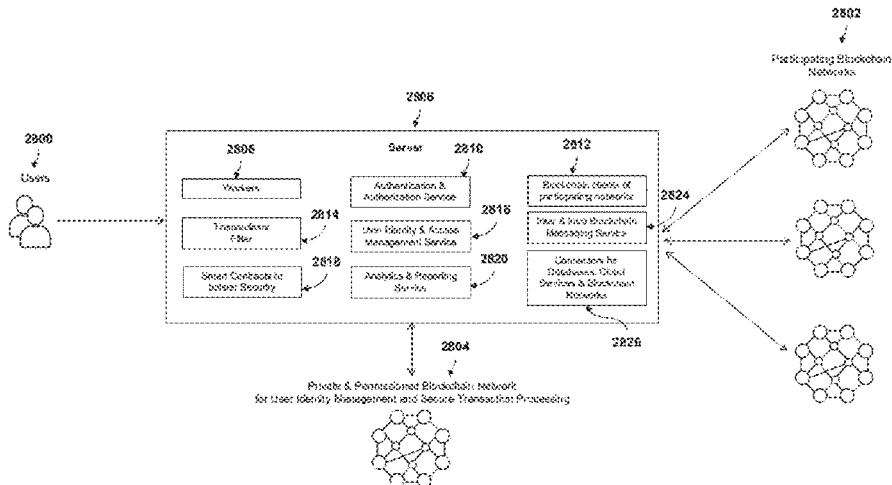 2802
Participating Blockchain
Networks
2806
2800
Users
Server
2810
2812
Workers
Authentication &
Authorization Service
Blockchain clients of
participating networks
2824
Transactions
Filter
2814
User Identity & Access
Management Service
2816
Inter & Intra Blockchain
Messaging Service
Smart Contracts
Security
2818
Analytics & Reporting
Service
2820
Connectors for
Databases, Cloud
Services & Blockchain
Networks
2826
2804
Private & Permissioned Blockchain Network
for User Identity Management and Secure Transaction Processing